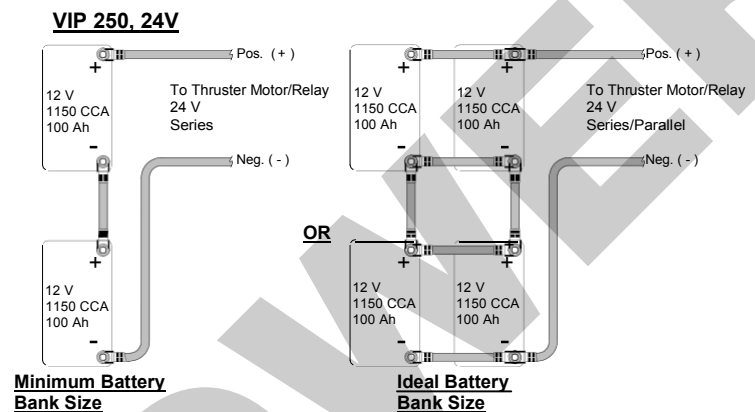 VIP 250, 24V
Pos. ( + )
+
12 V
1150 CCA
100 Ah
To Thruster Motor/Relay
24 V
Series
-
Neg. ( - )
+
12 V
1150 CCA
100 Ah
-
Minimum Battery
Bank Size
OR
Pos. ( + )
+
+
12 V
1150 CCA
100 Ah
12 V
1150 CCA
100 Ah
To Thruster Motor/Relay
24 V
Series/Parallel
-
-
Neg. ( - )
+
+
12 V
1150 CCA
100 Ah
12 V
1150 CCA
100 Ah
-
-
Ideal Battery
Bank Size